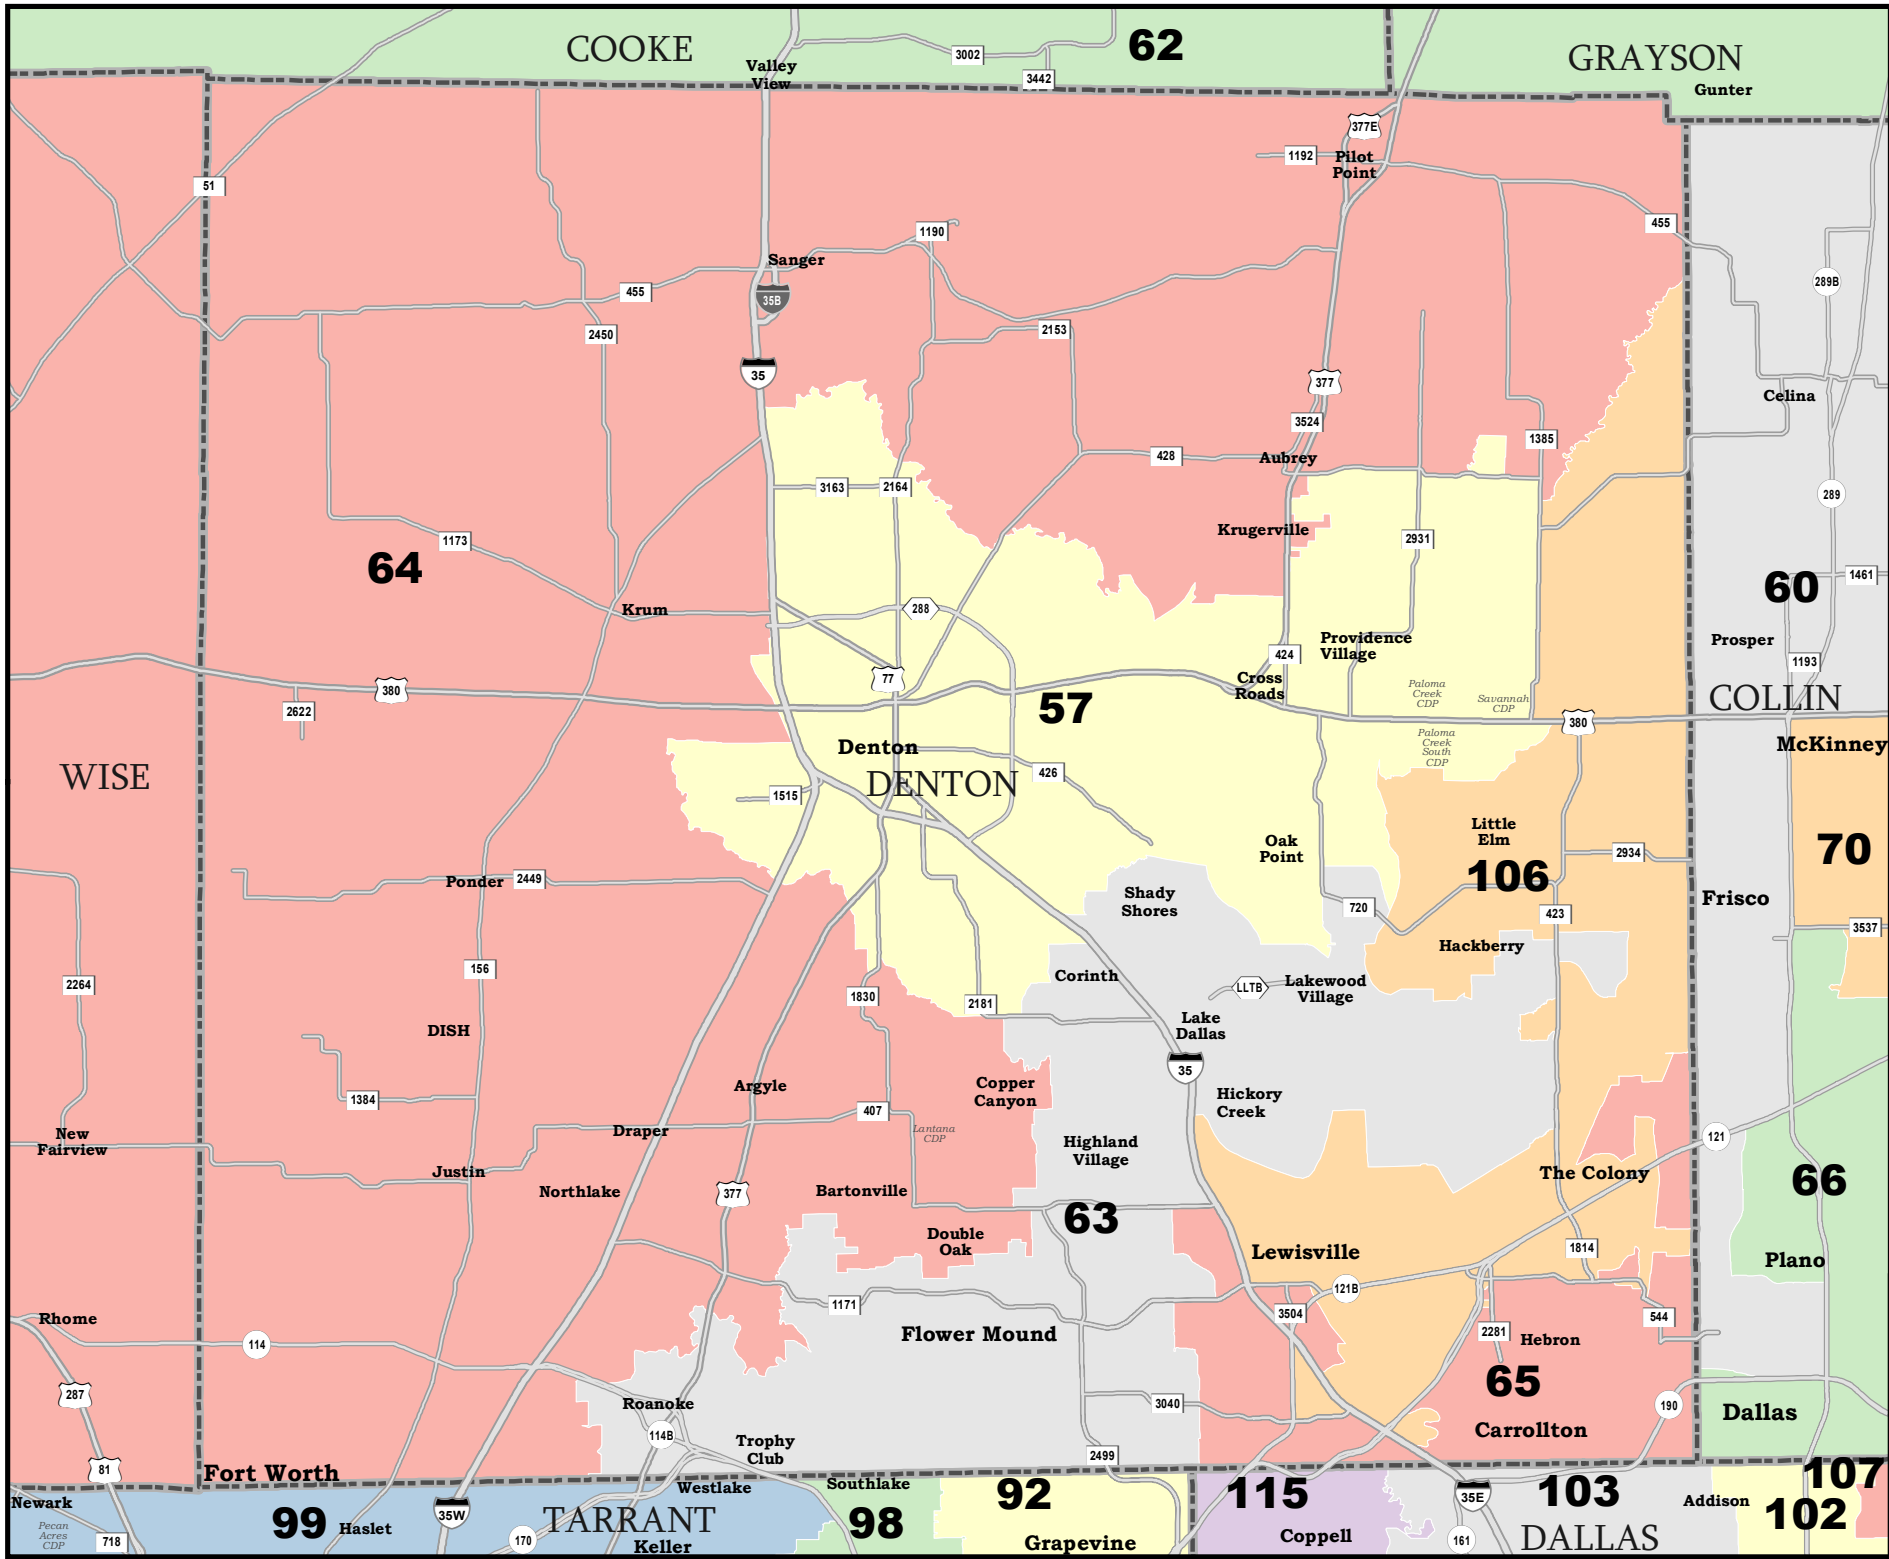 COOKE
62
GRAYSON
3002
Valley
View
3442
Gunter
377E
1192
Pilot
Point
51
455
1190
Sanger
289B
455
35B
2450
2153
35
377
Celina
3524
1385
428
Aubrey
3163
2164
289
Krugerville
2931
1173
64
1461
60
Krum
288
Providence
Village
Prosper
424
1193
77
Cross
Roads
380
Paloma
Creek
CDP
Savannah
CDP
COLLIN
2622
57
380
Paloma
Creek
South
CDP
McKinney
Denton
WISE
DENTON
426
1515
Little
Elm
Oak
Point
2934
70
Ponder
2449
106
Shady
Shores
Frisco
720
423
3537
Hackberry
156
Corinth
2264
LLTB
Lakewood
Village
1830
2181
DISH
Lake
Dallas
35
Argyle
Copper
Canyon
1384
Hickory
Creek
407
Draper
Lantana
CDP
121
New
Fairview
Highland
Village
Justin
The Colony
66
Northlake
377
Bartonville
63
Double
Oak
Lewisville
1814
Plano
121B
1171
3504
544
Rhome
Flower Mound
2281
Hebron
114
65
287
Roanoke
3040
190
Dallas
114B
Carrollton
Trophy
Club
2499
81
Fort Worth
107
Westlake
Southlake
92
115
35E
103
Newark
Addison
102
99
Haslet
35W
TARRANT
98
Pecan
Acres
CDP
718
170
Keller
Grapevine
Coppell
161
DALLAS